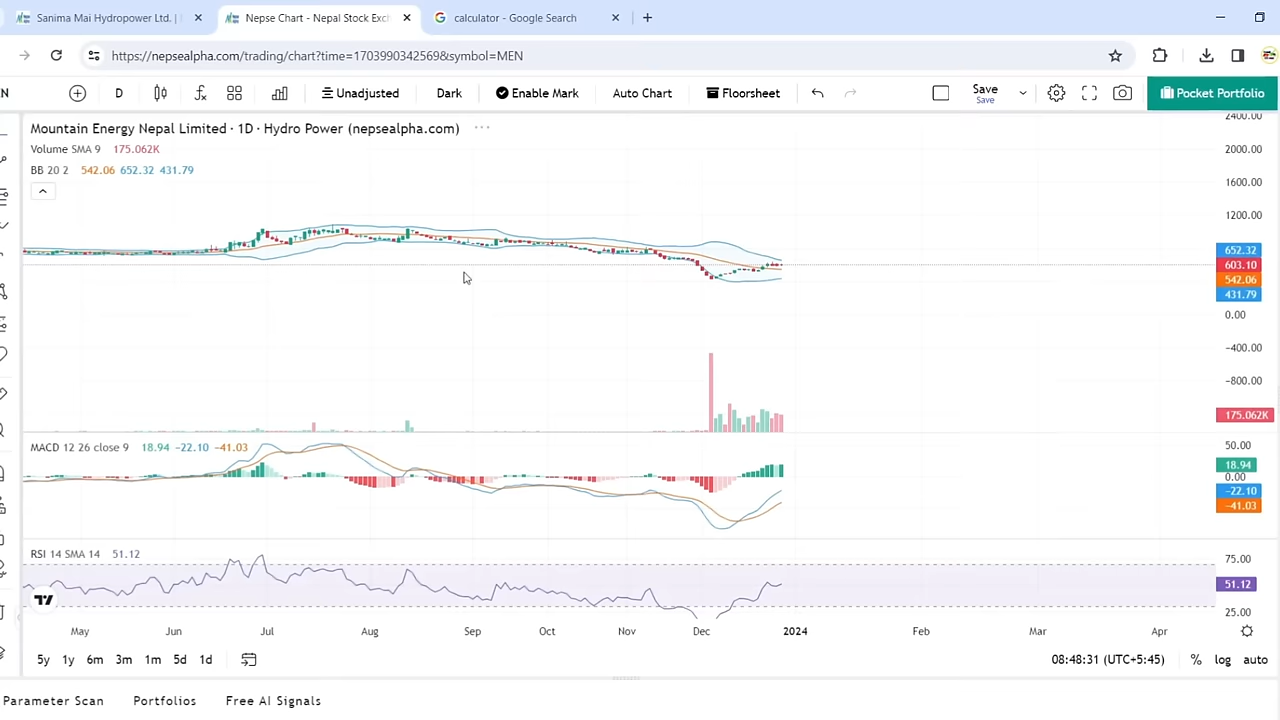 Sanima Mai Hydropower Ltd. |
Nepse Chart - Nepal Stock Exc
calculator - Google Search
https://nepsealpha.com/trading/chart?time=1703990342569&symbol=MEN
EN
D
Unadjusted
Dark
Enable Mark
Auto Chart
Floorsheet
Save
Save
Pocket Portfolio
Mountain Energy Nepal Limited · 1D · Hydro Power (nepsealpha.com)
Volume SMA 9 175.062K
BB 20 2 542.06 652.32 431.79
2400.00
2000.00
1600.00
1200.00
652.32
603.10
542.06
431.79
0.00
−400.00
−800.00
175.062K
MACD 12 26 close 9 18.94 −22.10 −41.03
50.00
18.94
0.00
−22.10
−41.03
RSI 14 SMA 14 51.12
75.00
51.12
25.00
May Jun Jul Aug Sep Oct Nov Dec 2024 Feb Mar Apr
5y 1y 6m 3m 1m 5d 1d
08:48:31 (UTC+5:45) % log auto
Parameter Scan Portfolios Free AI Signals